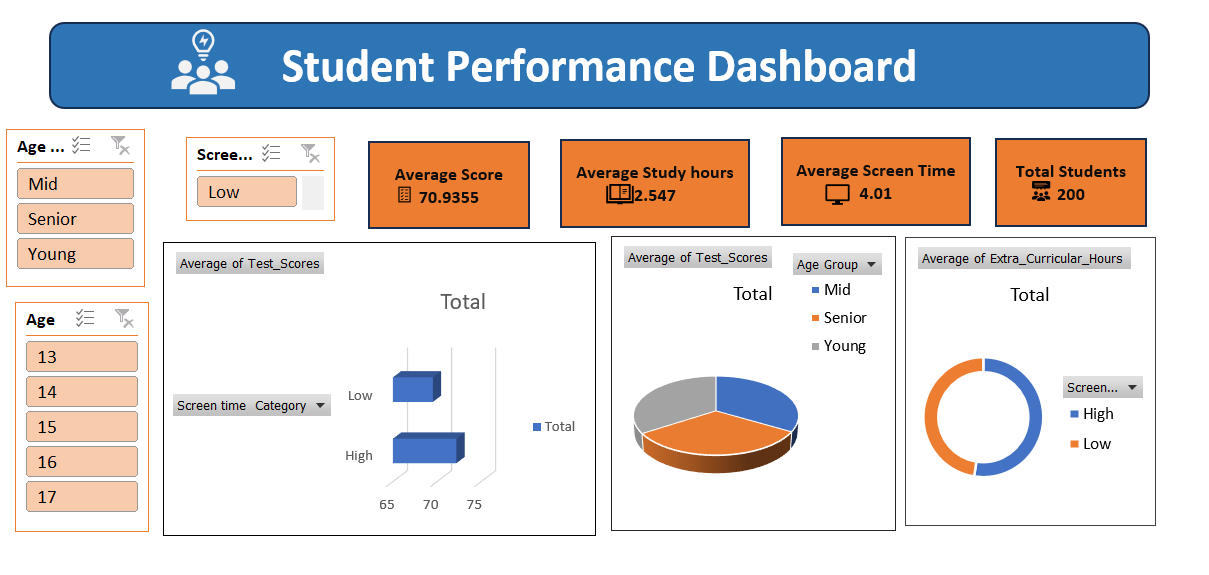 Student Performance Dashboard
Age ...
Mid
Senior
Young
Scree...
Low
Average Score
70.9355
Average Study hours
2.547
Average Screen Time
4.01
Total Students
200
Age
13
14
15
16
17
Average of Test_Scores
Total
Screen time Category
Low
High
65 70 75
Total
Average of Test_Scores
Total
Age Group
Mid
Senior
Young
Average of Extra_Curricular_Hours
Total
Screen...
High
Low